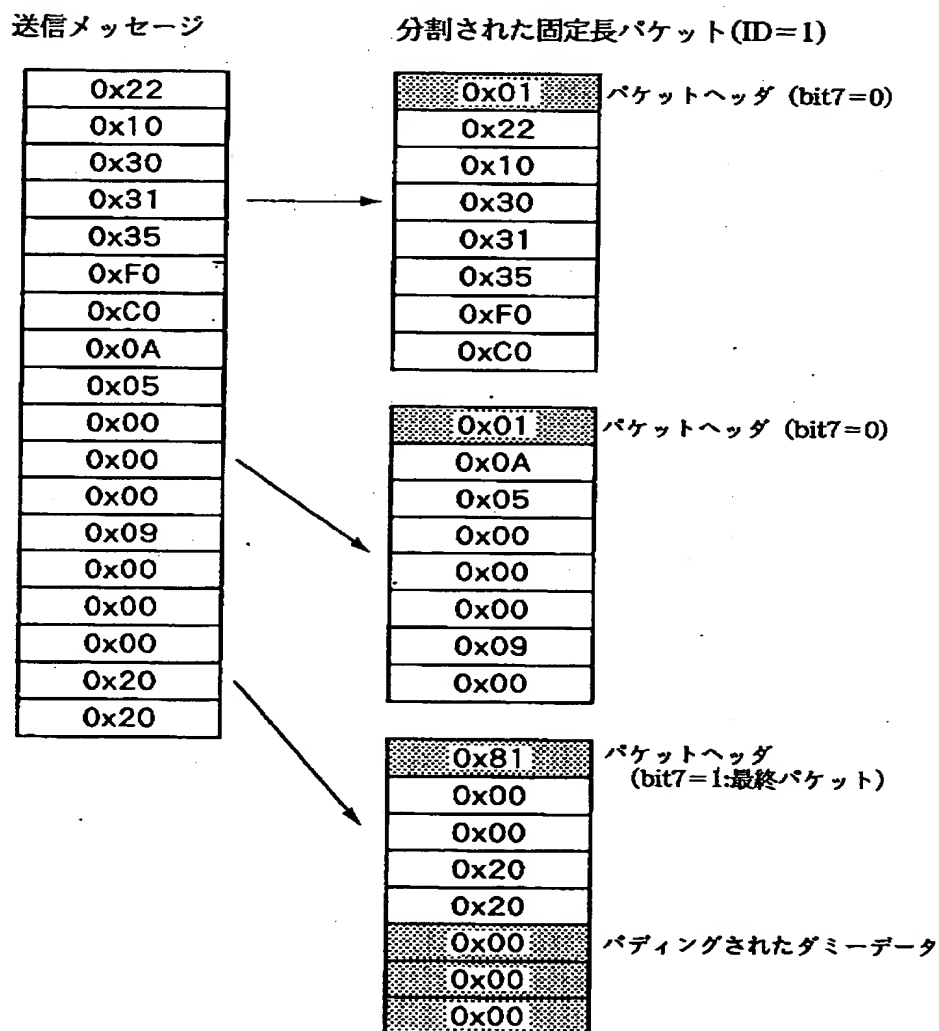 送信メッセージ
0x22
0x10
0x30
0x31
0x35
0xF0
0xC0
0x0A
0x05
0x00
0x00
0x00
0x09
0x00
0x00
0x00
0x20
0x20
分割された固定長パケット(ID=1)
0x01 パケットヘッダ (bit7=0)
0x22
0x10
0x30
0x31
0x35
0xF0
0xC0
0x01 パケットヘッダ (bit7=0)
0x0A
0x05
0x00
0x00
0x00
0x09
0x00
0x81 パケットヘッダ
(bit7=1:最終パケット)
0x00
0x00
0x20
0x20
0x00 パディングされたダミーデータ
0x00
0x00